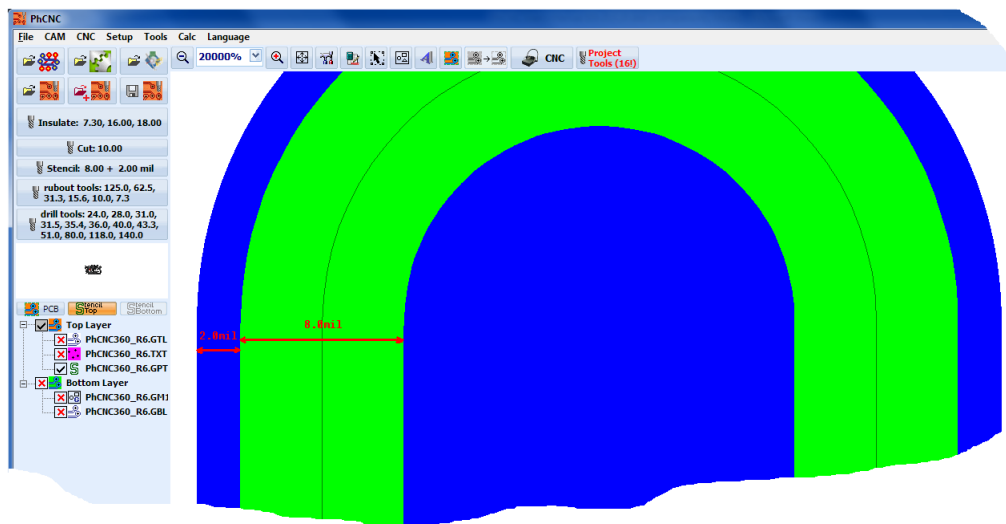 PhCNC
File CAM CNC Setup Tools Calc Language
20000%
CNC
Project
Tools (16!)
Insulate: 7.30, 16.00, 18.00
Cut: 10.00
Stencil: 8.00 + 2.00 mil
rubout tools: 125.0, 62.5,
31.3, 15.6, 10.0, 7.3
drill tools: 24.0, 28.0, 31.0,
31.5, 35.4, 36.0, 40.0, 43.3,
51.0, 80.0, 118.0, 140.0
PCB
Stencil
Top
Stencil
Bottom
Top Layer
PhCNC360_R6.GTL
PhCNC360_R6.TXT
PhCNC360_R6.GPT
Bottom Layer
PhCNC360_R6.GM1
PhCNC360_R6.GBL
2.0mil
8.0mil